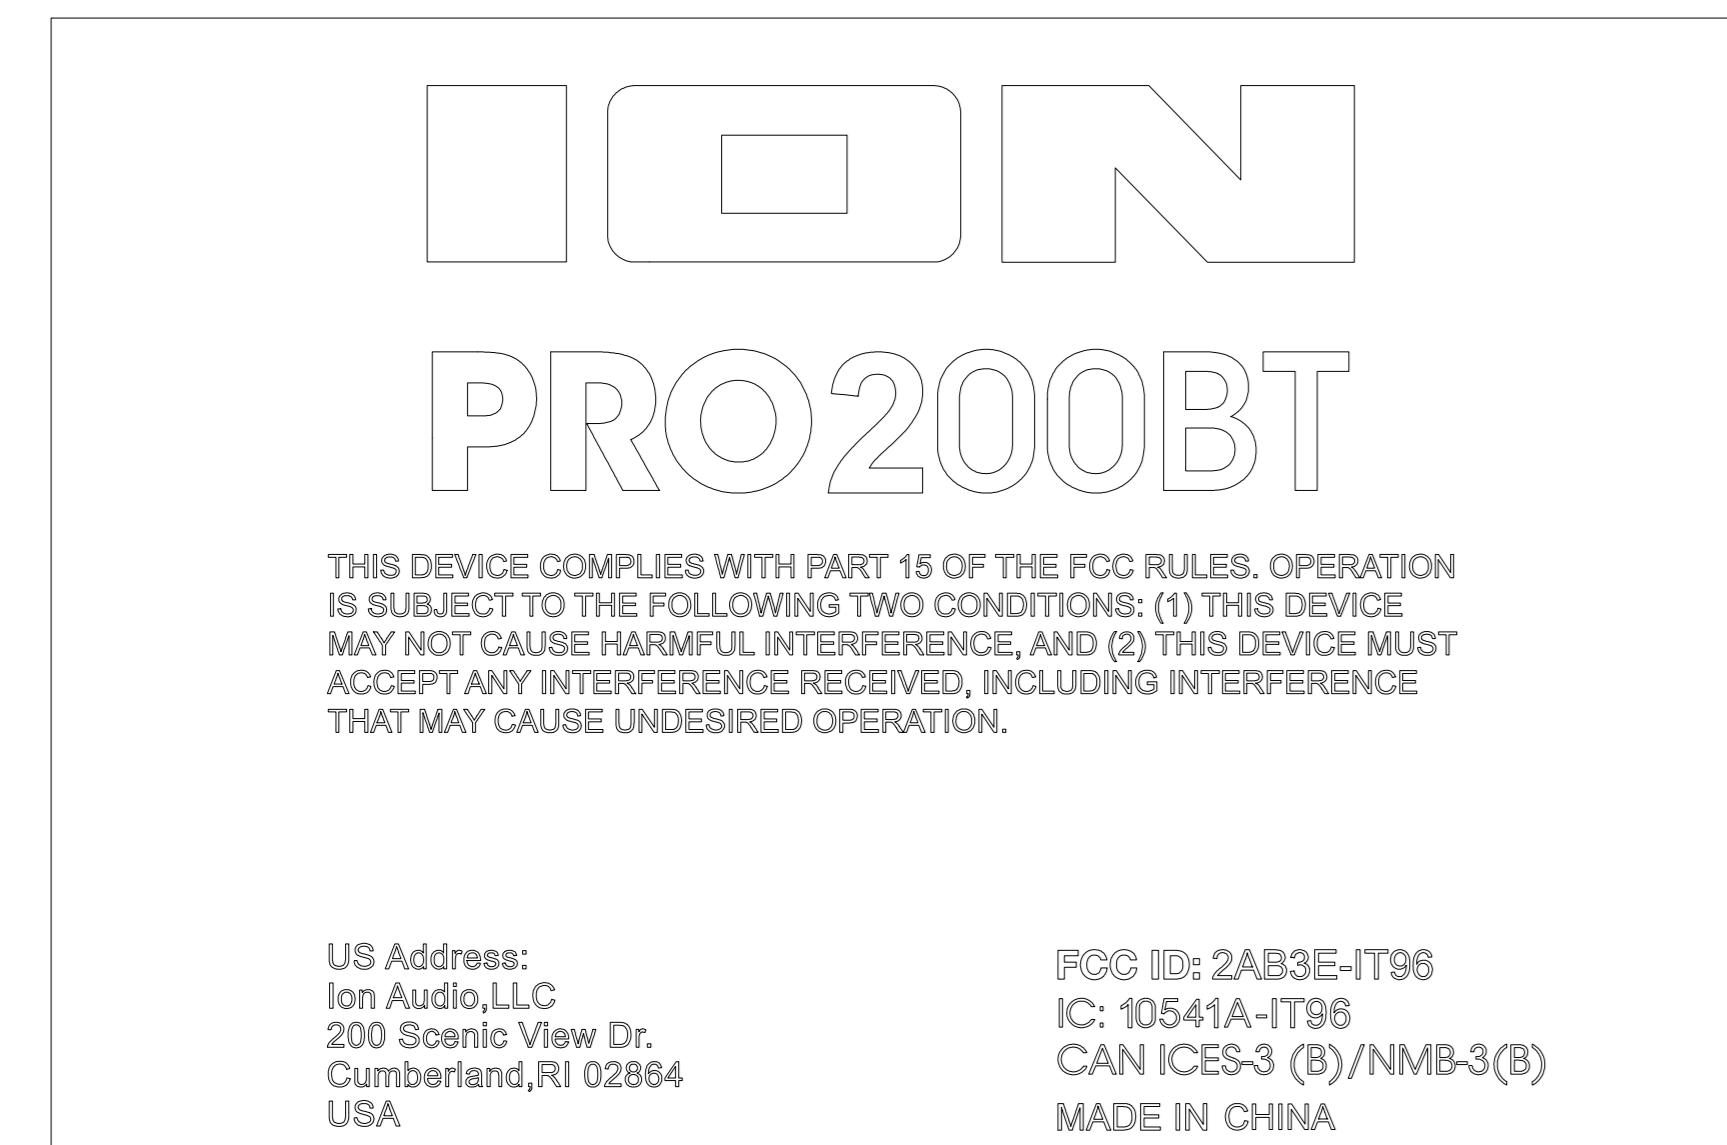 ION
PRO200BT
THIS DEVICE COMPLIES WITH PART 15 OF THE FCC RULES. OPERATION
IS SUBJECT TO THE FOLLOWING TWO CONDITIONS: (1) THIS DEVICE
MAY NOT CAUSE HARMFUL INTERFERENCE, AND (2) THIS DEVICE MUST
ACCEPT ANY INTERFERENCE RECEIVED, INCLUDING INTERFERENCE
THAT MAY CAUSE UNDESIRED OPERATION.
US Address:
Ion Audio,LLC
200 Scenic View Dr.
Cumberland,RI 02864
USA
FCC ID: 2AB3E-IT96
IC: 10541A-IT96
CAN ICES-3 (B)/NMB-3(B)
MADE IN CHINA